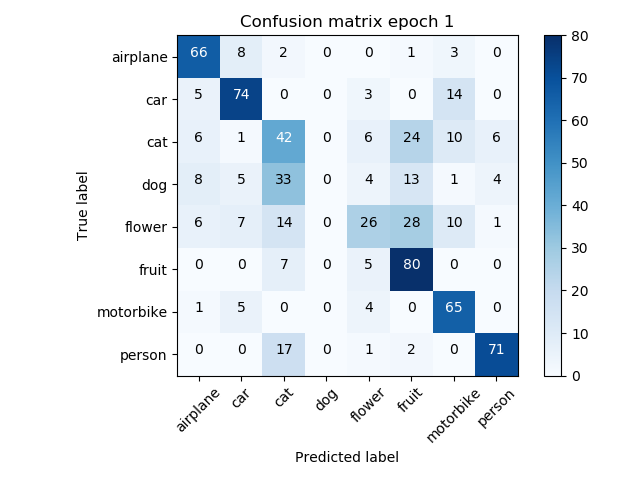 Confusion matrix epoch 1
airplane 66 8 2 0 0 1 3 0
car 5 74 0 0 3 0 14 0
cat 6 1 42 0 6 24 10 6
dog 8 5 33 0 4 13 1 4
flower 6 7 14 0 26 28 10 1
fruit 0 0 7 0 5 80 0 0
motorbike 1 5 0 0 4 0 65 0
person 0 0 17 0 1 2 0 71
airplane car cat dog flower fruit motorbike person
True label
Predicted label
80
70
60
50
40
30
20
10
0